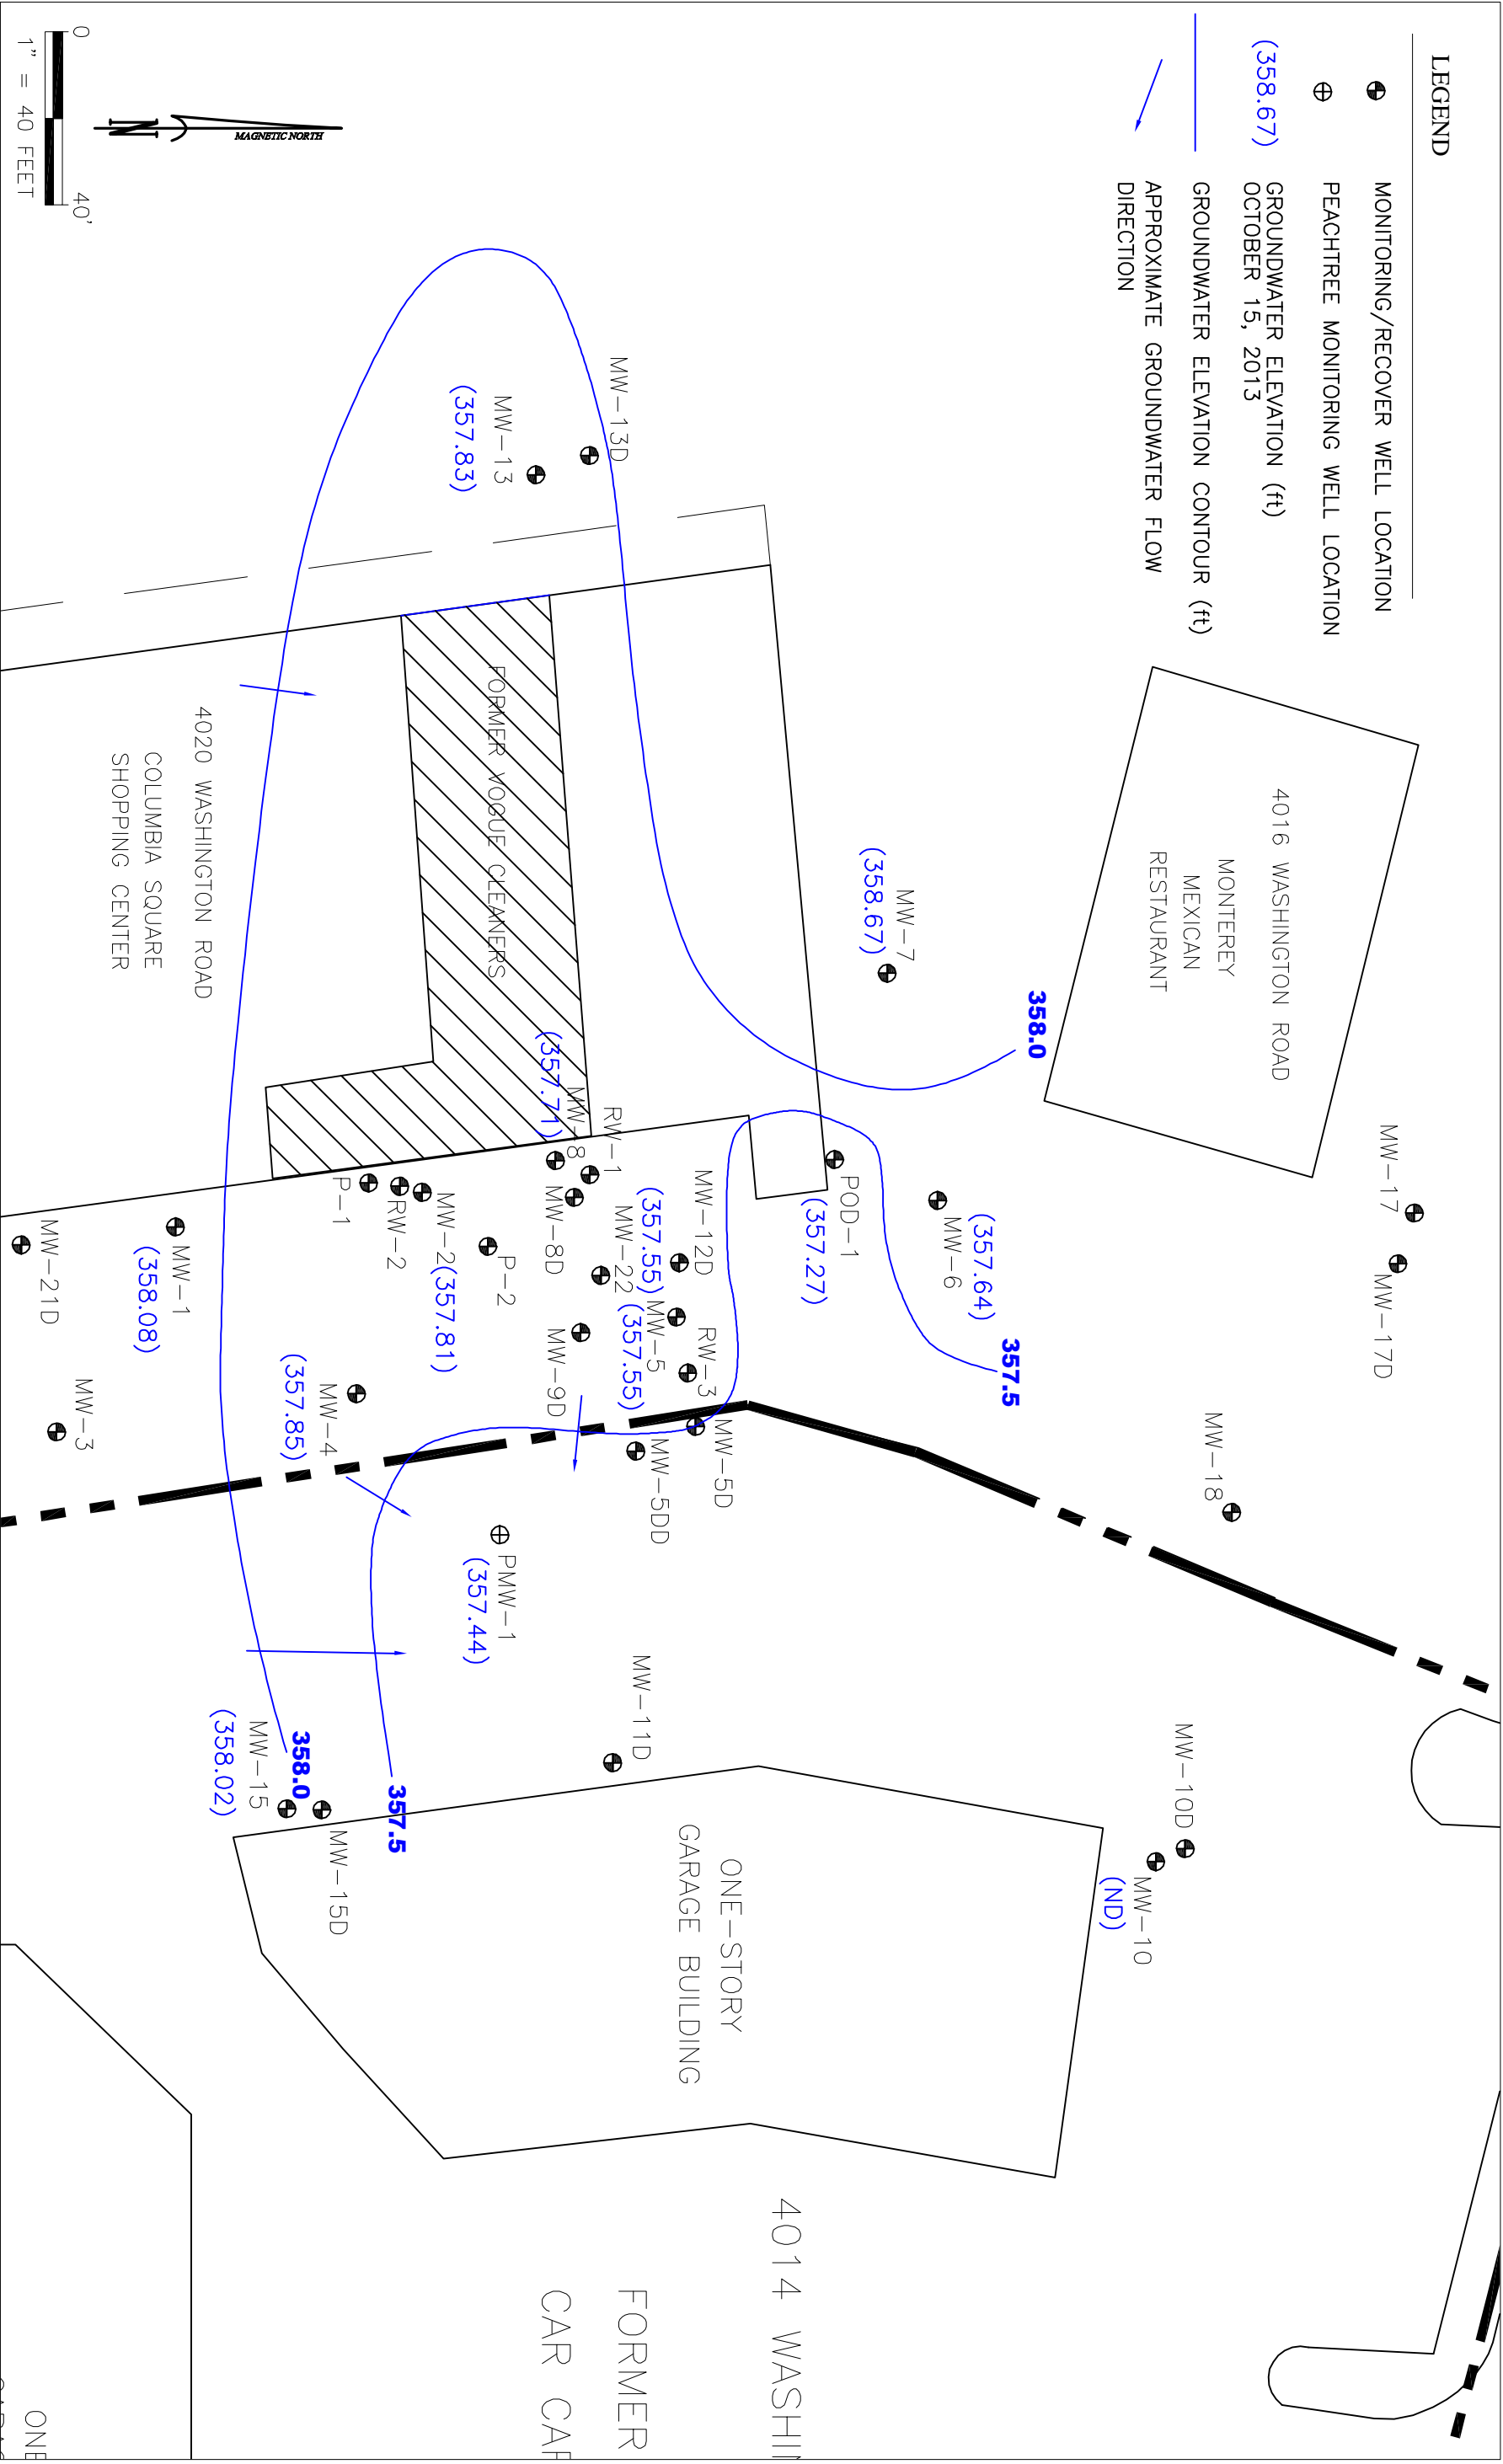 LEGEND
MONITORING/RECOVER WELL LOCATION
PEACHTREE MONITORING WELL LOCATION
(358.67)
GROUNDWATER ELEVATION (ft)
OCTOBER 15, 2013
GROUNDWATER ELEVATION CONTOUR (ft)
APPROXIMATE GROUNDWATER FLOW
DIRECTION
0
40'
1" = 40 FEET
N
MAGNETIC NORTH
4016 WASHINGTON ROAD
MONTEREY
MEXICAN
RESTAURANT
MW-17
MW-17D
MW-18
MW-10D
MW-10
(ND)
358.0
MW-7
(358.67)
357.5
(357.64)
MW-6
POD-1
(357.27)
MW-13D
MW-13
(357.83)
FORMER VOGUE CLEANERS
4020 WASHINGTON ROAD
COLUMBIA SQUARE
SHOPPING CENTER
RW-1
MW-8
(357.71)
MW-8D
MW-12D
(357.55)
MW-22
RW-3
MW-5
(357.55)
MW-5D
MW-5DD
MW-9D
P-2
MW-2(357.81)
RW-2
P-1
MW-1
(358.08)
MW-21D
MW-3
MW-4
(357.85)
PMW-1
(357.44)
MW-11D
358.0
357.5
MW-15
(358.02)
MW-15D
ONE-STORY
GARAGE BUILDING
4014 WASHIN
FORMER
CAR CAR
ONE